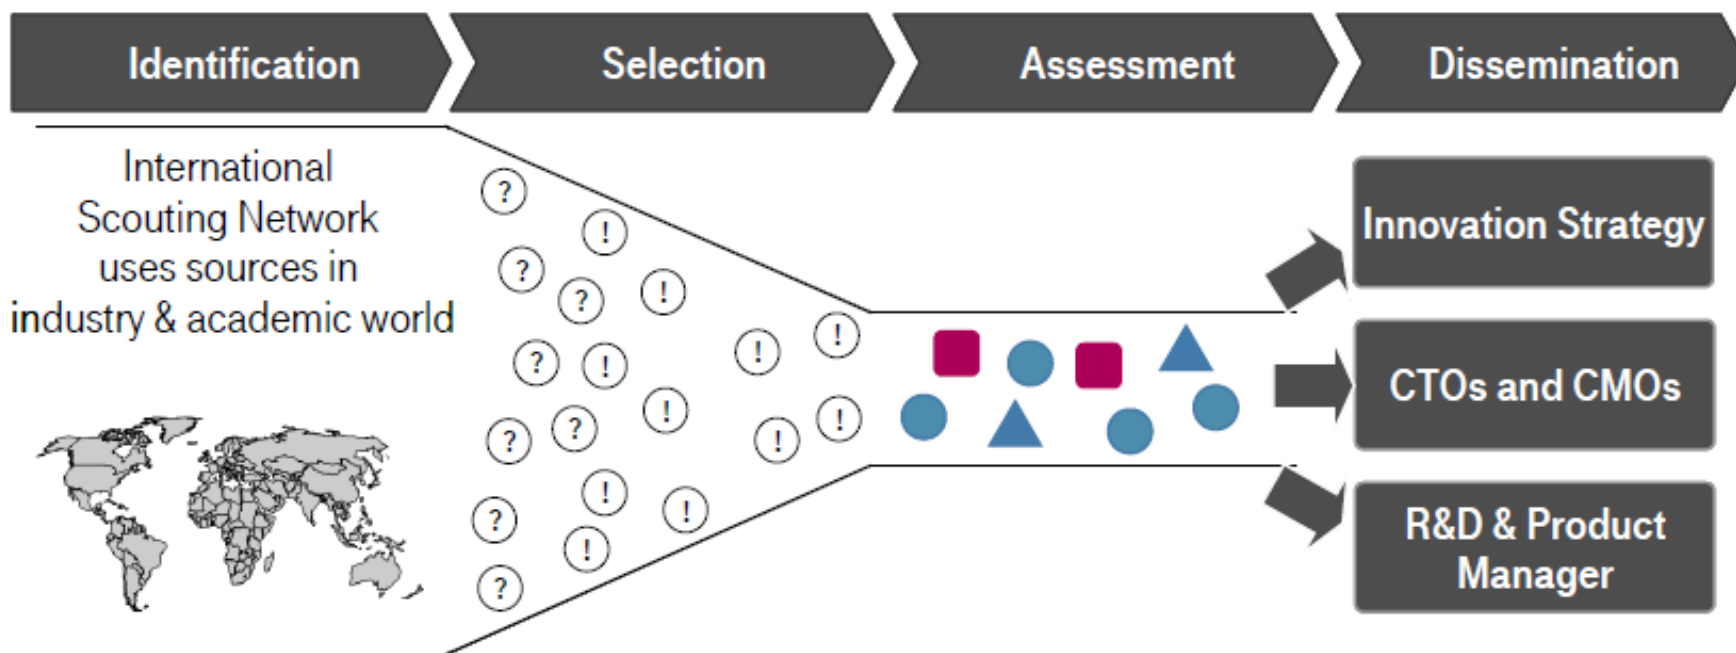 Identification
Selection
Assessment
Dissemination
International
Scouting Network
uses sources in
industry & academic world
?
!
?
?
!
!
!
?
!
!
?
?
!
!
!
?
!
!
?
!
?
Innovation Strategy
CTOs and CMOs
R&D & Product
Manager